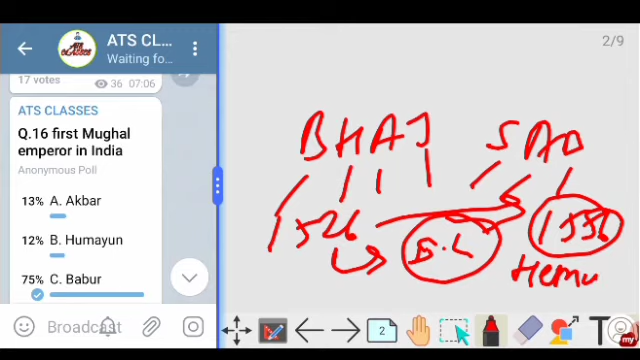 ATS CL...
Waiting fo...
17 votes
36 07:06
ATS CLASSES
Q.16 first Mughal
emperor in India
Anonymous Poll
13% A. Akbar
12% B. Humayun
75% C. Babur
Broadcast
2/9
BHAJ SAD
1526 1556
Hemu
2
T
my